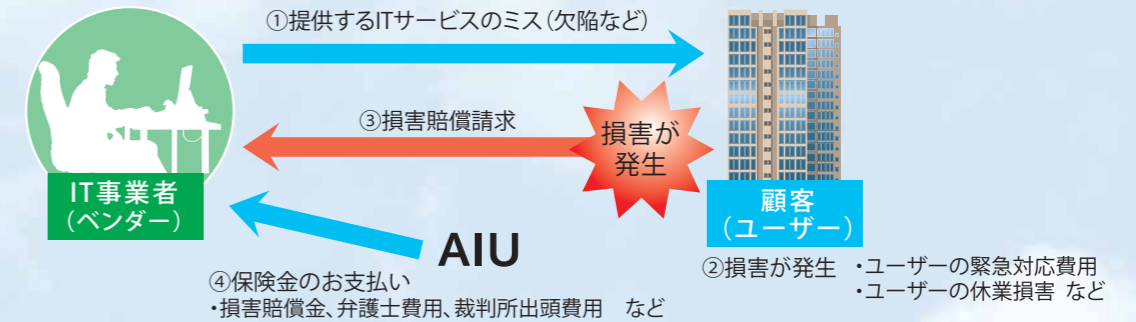 ①提供するITサービスのミス（欠陥など）
③損害賠償請求
損害が
発生
IT事業者
（ベンダー）
顧客
（ユーザー）
AIU
②損害が発生 ・ユーザーの緊急対応費用
・ユーザーの休業損害 など
④保険金のお支払い
・損害賠償金、弁護士費用、裁判所出頭費用　など